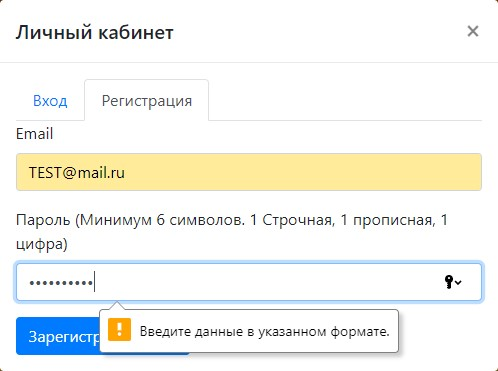 Личный кабинет
Вход Регистрация
Email
TEST@mail.ru
Пароль (Минимум 6 символов. 1 Строчная, 1 прописная, 1
цифра)
••••••••••
Введите данные в указанном формате.
Зарегистр